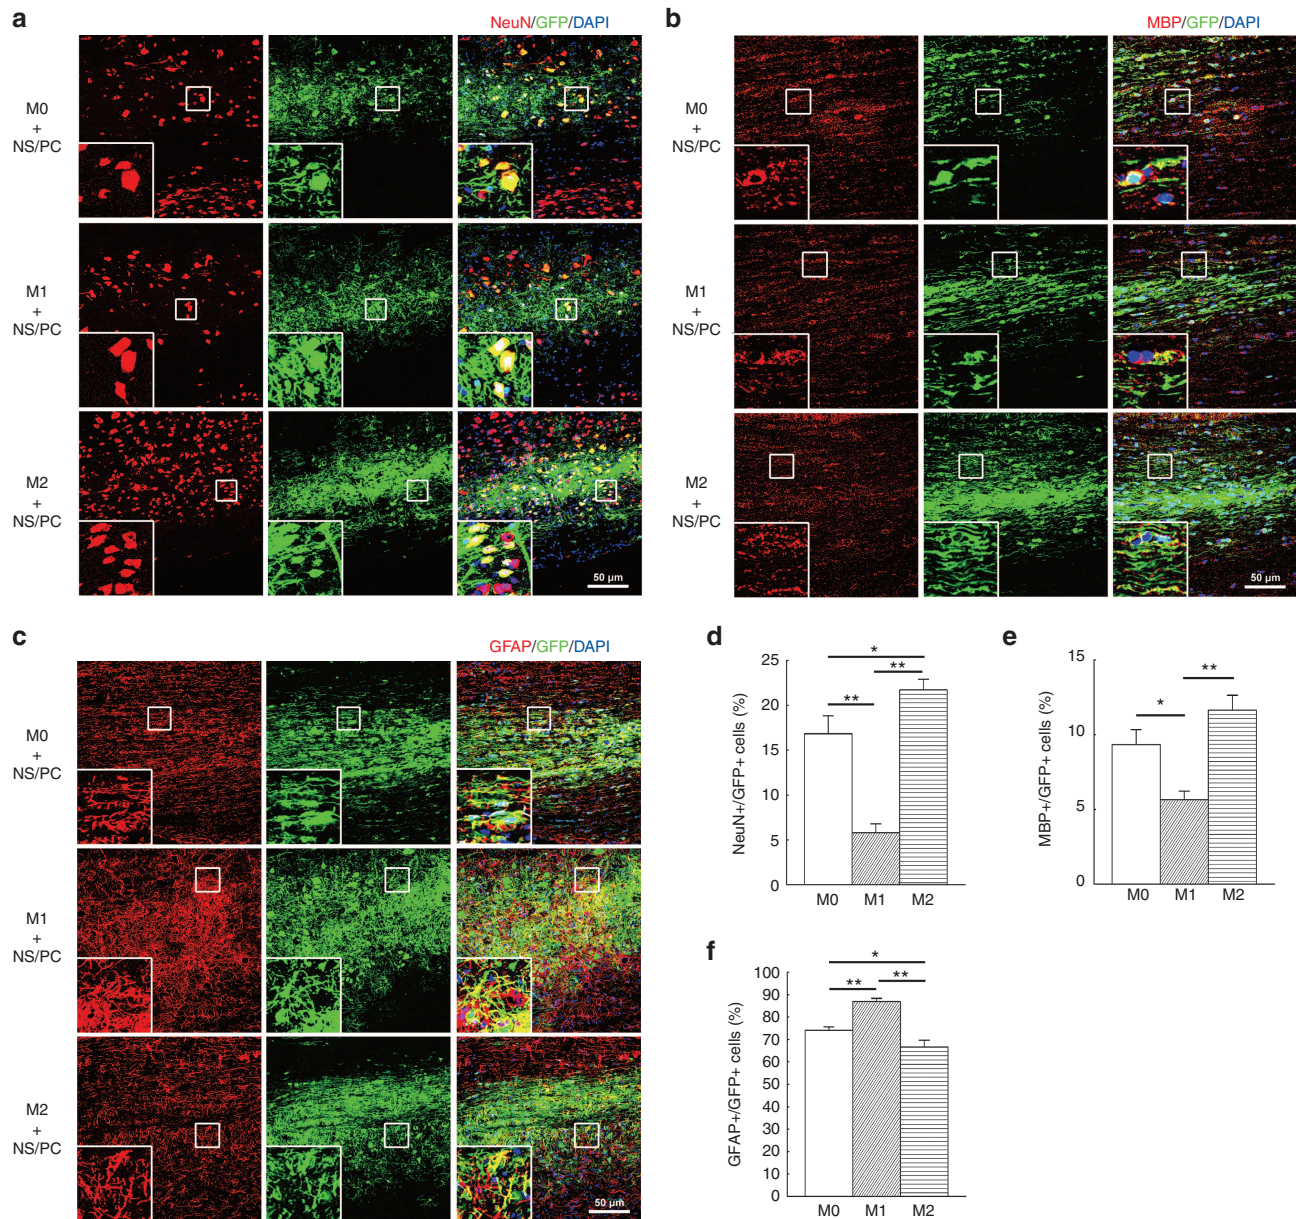 a
NeuN/GFP/DAPI
M0
+
NS/PC
M1
+
NS/PC
M2
+
NS/PC
50 µm
b
MBP/GFP/DAPI
M0
+
NS/PC
M1
+
NS/PC
M2
+
NS/PC
50 µm
c
GFAP/GFP/DAPI
M0
+
NS/PC
M1
+
NS/PC
M2
+
NS/PC
50 µm
d
NeuN+/GFP+ cells (%)
25
20
15
10
5
0
*
**
**
M0 M1 M2
e
MBP+/GFP+ cells (%)
15
10
5
0
**
*
M0 M1 M2
f
GFAP+/GFP+ cells (%)
100
90
80
70
60
50
40
30
20
10
0
*
**
**
M0 M1 M2